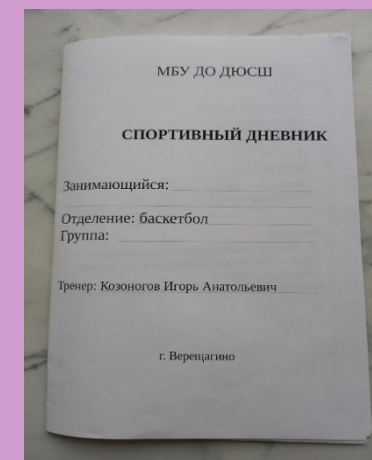 МБУ ДО ДЮСШ
СПОРТИВНЫЙ ДНЕВНИК
Занимающийся:
Отделение: баскетбол
Группа:
Тренер: Козоногов Игорь Анатольевич
г. Верещагино